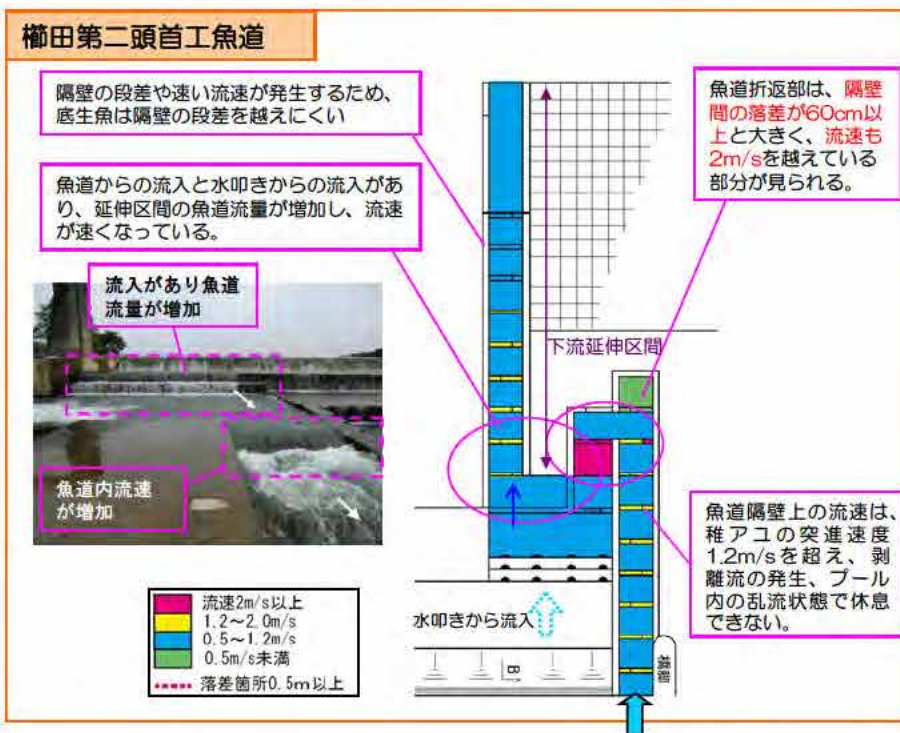 櫛田第二頭首工魚道
隔壁の段差や速い流速が発生するため、
底生魚は隔壁の段差を越えにくい
魚道からの流入と水叩きからの流入があ
り、延伸区間の魚道流量が増加し、流速
が速くなっている。
流入があり魚道
流量が増加
魚道内流速
が増加
流速2m/s以上
1.2～2.0m/s
0.5～1.2m/s
0.5m/s未満
落差箇所0.5m以上
下流延伸区間
水叩きから流入
B
橋脚
魚道折返部は、隔壁
間の落差が60cm以
上と大きく、流速も
2m/sを越えている
部分が見られる。
魚道隔壁上の流速は、
稚アユの突進速度
1.2m/sを超え、剥
離流の発生、プール
内の乱流状態で休息
できない。